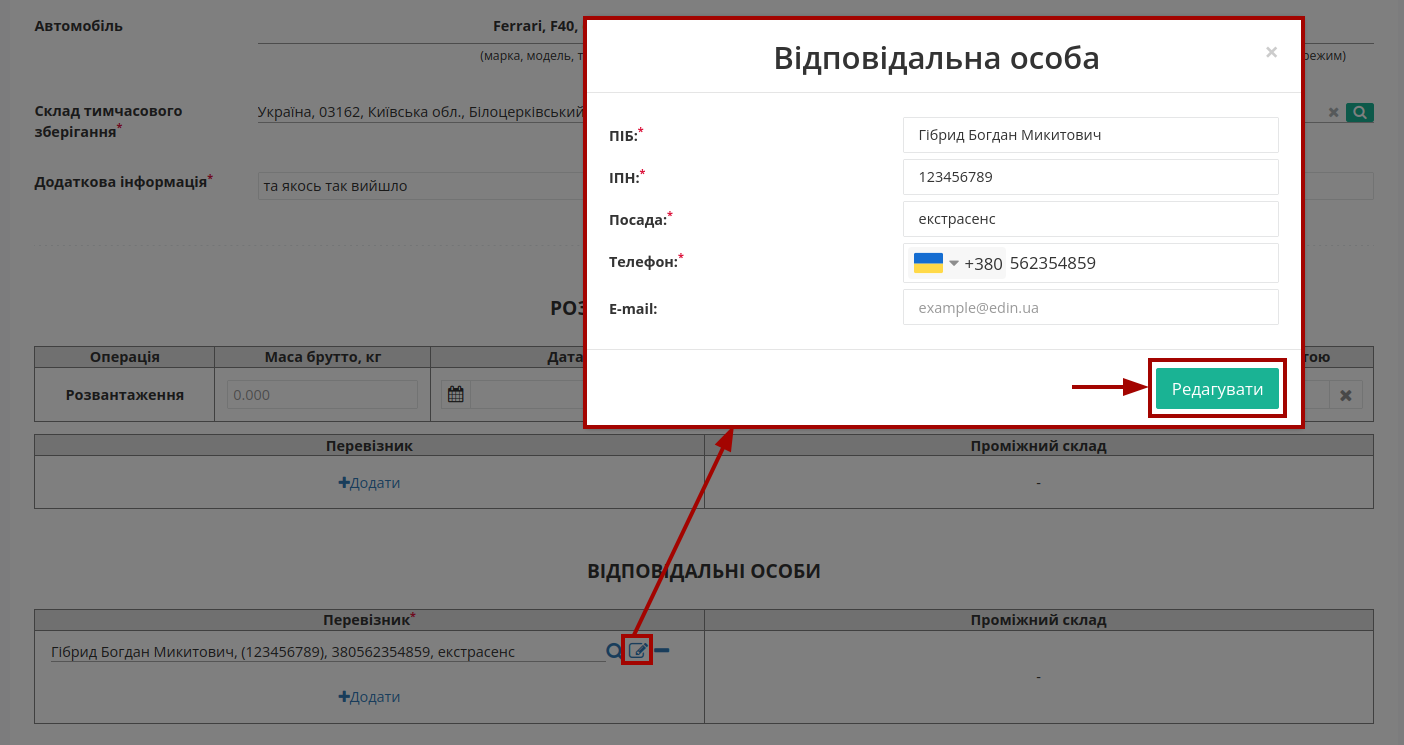 Автомобіль
Ferrari, F40,
(марка, модель, т
режим)
Склад тимчасового
зберігання*
Україна, 03162, Київська обл., Білоцерківський
Додаткова інформація*
та якось так вийшло
Відповідальна особа
×
ПІБ:*
Гібрид Богдан Микитович
ІПН:*
123456789
Посада:*
екстрасенс
Телефон:*
+380 562354859
E-mail:
example@edin.ua
Редагувати
РОЗ
Операція
Маса брутто, кг
Дата
тою
Розвантаження
0.000
Перевізник
Проміжний склад
Додати
-
ВІДПОВІДАЛЬНІ ОСОБИ
Перевізник*
Проміжний склад
Гібрид Богдан Микитович, (123456789), 380562354859, екстрасенс
-
Додати